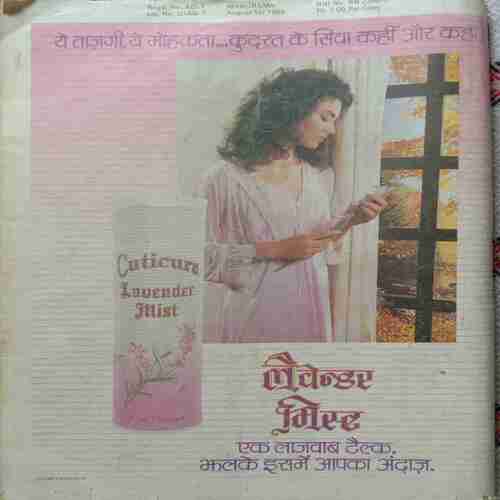 ये ताज़गी, ये मोहकता...कुदरत के सिवा कहीं और कहाँ
Cuticura
Lavender
Mist
लैवेन्डर
मिस्ट
एक लाजवाब टैल्क,
झलके इसमें आपका अंदाज़.